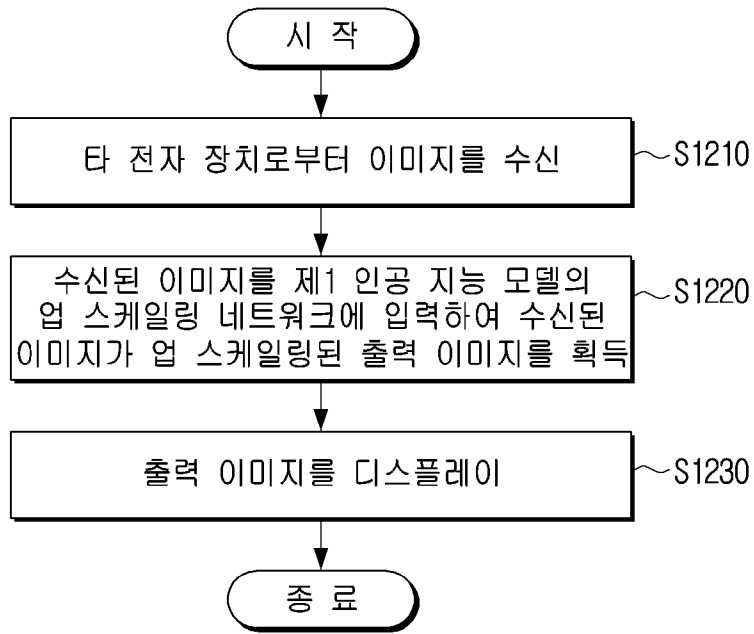 시 작
타 전자 장치로부터 이미지를 수신
S1210
수신된 이미지를 제1 인공 지능 모델의
업 스케일링 네트워크에 입력하여 수신된
이미지가 업 스케일링된 출력 이미지를 획득
S1220
출력 이미지를 디스플레이
S1230
종 료